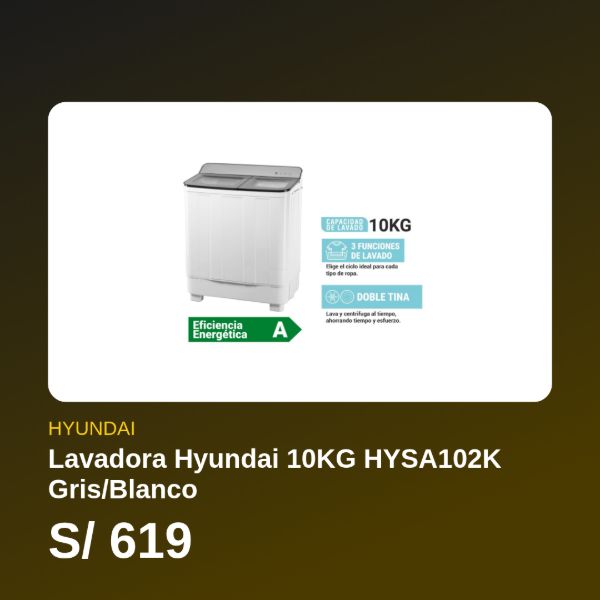 CAPACIDAD
DE LAVADO 10KG
3 FUNCIONES
DE LAVADO
Elige el ciclo ideal para cada
tipo de ropa.
DOBLE TINA
Lava y centrifuga al tiempo,
ahorrando tiempo y esfuerzo.
Eficiencia
Energética A
HYUNDAI
Lavadora Hyundai 10KG HYSA102K
Gris/Blanco
S/ 619